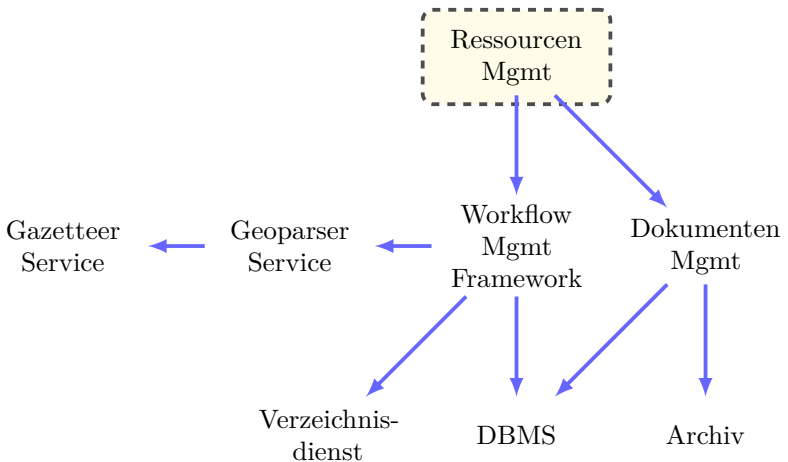 Ressourcen
Mgmt
Gazetteer
Service
Geoparser
Service
Workflow
Mgmt
Framework
Dokumenten
Mgmt
Verzeichnis-
dienst
DBMS
Archiv